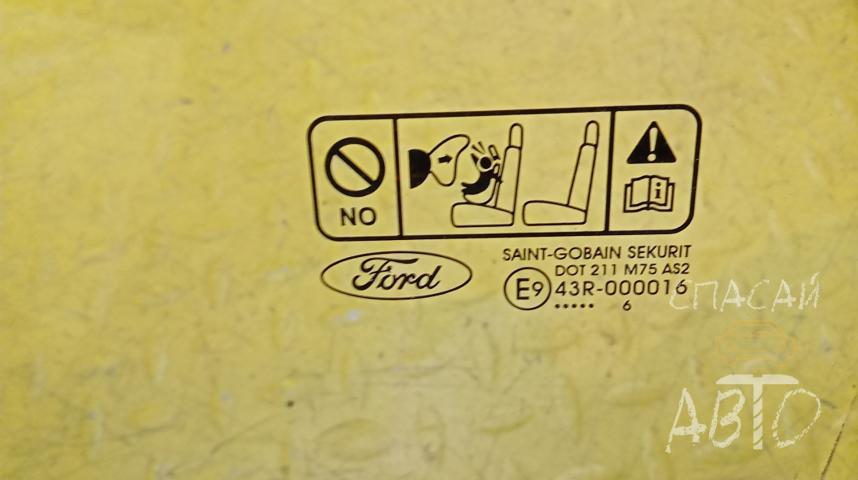 NO
Ford
SAINT-GOBAIN SEKURIT
DOT 211 M75 AS2
E9 43R-000016
..... 6
СПАСАЙ
АВТО